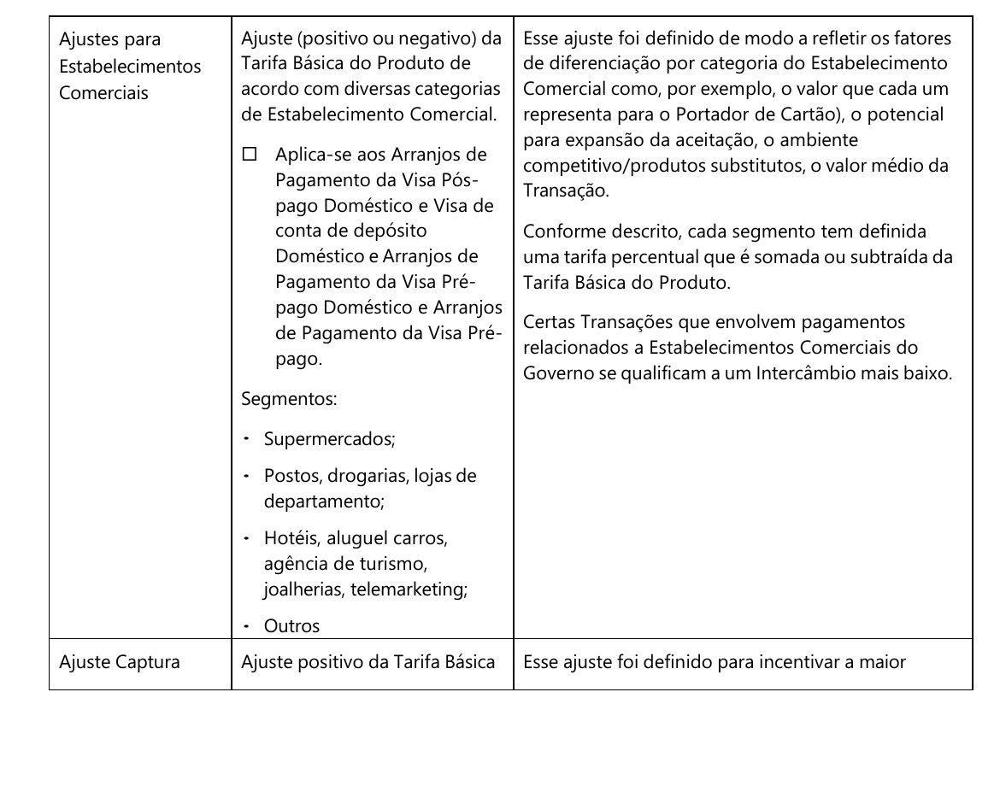 Ajustes para
Estabelecimentos
Comerciais
Ajuste (positivo ou negativo) da
Tarifa Básica do Produto de
acordo com diversas categorias
de Estabelecimento Comercial.
☐ Aplica-se aos Arranjos de
Pagamento da Visa Pós-
pago Doméstico e Visa de
conta de depósito
Doméstico e Arranjos de
Pagamento da Visa Pré-
pago Doméstico e Arranjos
de Pagamento da Visa Pré-
pago.
Segmentos:
• Supermercados;
• Postos, drogarias, lojas de
departamento;
• Hotéis, aluguel carros,
agência de turismo,
joalherias, telemarketing;
• Outros
Esse ajuste foi definido de modo a refletir os fatores
de diferenciação por categoria do Estabelecimento
Comercial como, por exemplo, o valor que cada um
representa para o Portador de Cartão), o potencial
para expansão da aceitação, o ambiente
competitivo/produtos substitutos, o valor médio da
Transação.
Conforme descrito, cada segmento tem definida
uma tarifa percentual que é somada ou subtraída da
Tarifa Básica do Produto.
Certas Transações que envolvem pagamentos
relacionados a Estabelecimentos Comerciais do
Governo se qualificam a um Intercâmbio mais baixo.
Ajuste Captura
Ajuste positivo da Tarifa Básica
Esse ajuste foi definido para incentivar a maior